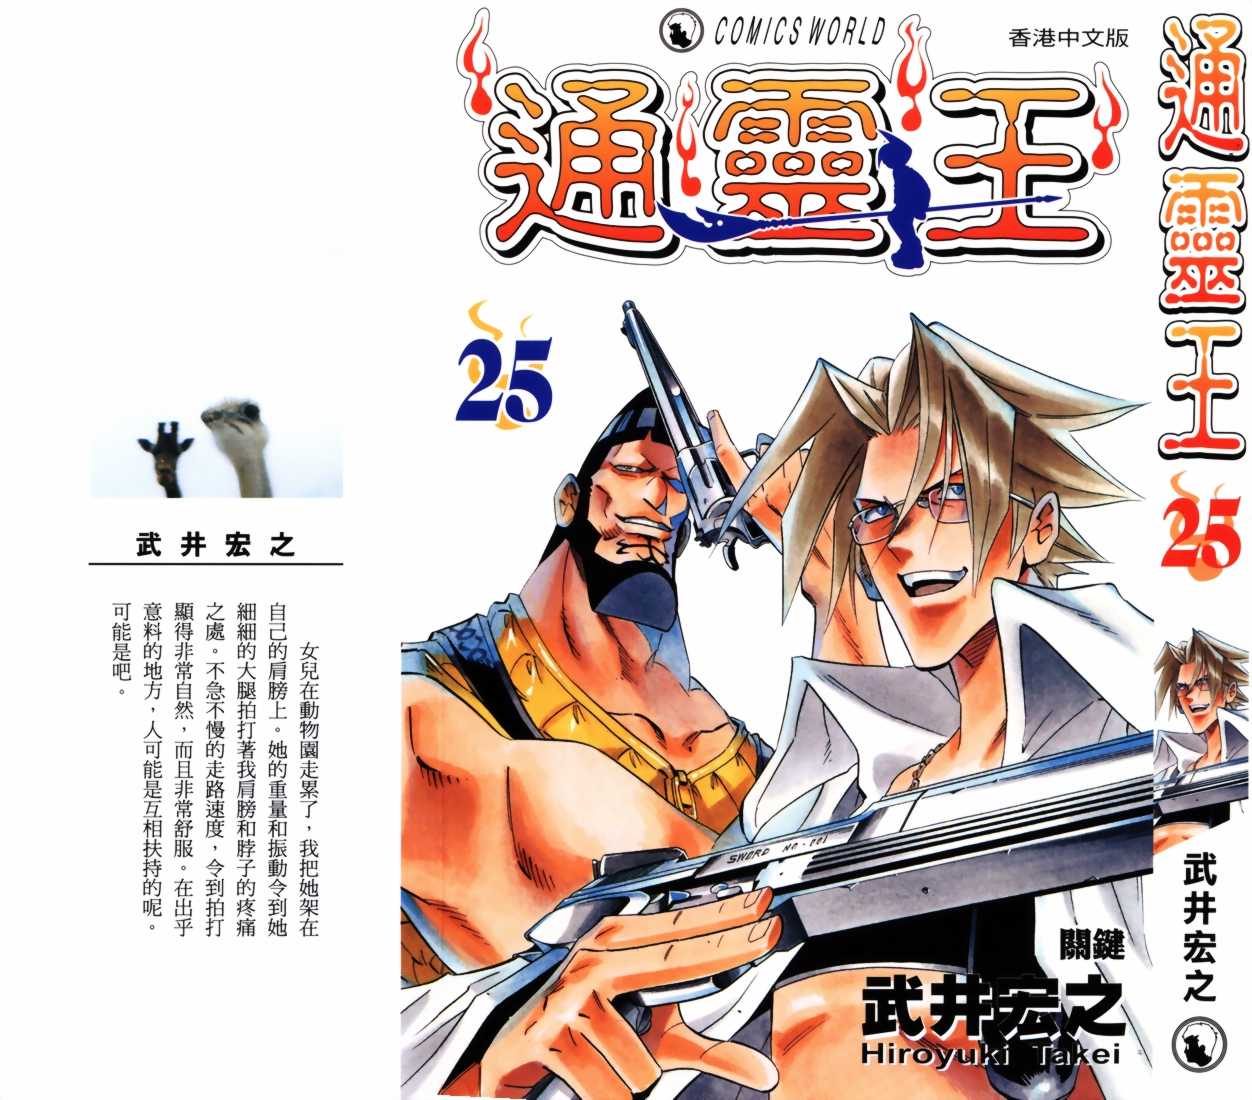 COMICS WORLD
香港中文版
通靈王
25
SWORD NO.-001
關鍵
武井宏之
Hiroyuki Takei
通靈王
25
武井宏之
武井宏之
女兒在動物園走累了，我把她架在
自己的肩膀上。她的重量和振動令到她
細細的大腿拍打著我肩膀和脖子的疼痛
之處。不急不慢的走路速度，令到拍打
顯得非常自然，而且非常舒服。在出乎
意料的地方，人可能是互相扶持的呢。
可能是吧。